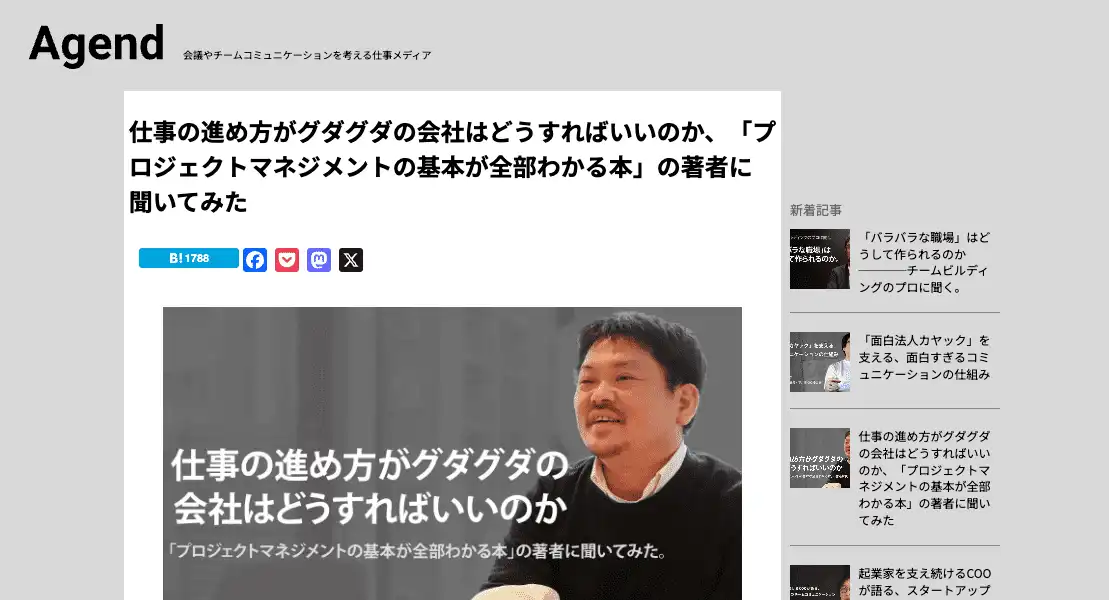 Agend
会議やチームコミュニケーションを考える仕事メディア
仕事の進め方がグダグダの会社はどうすればいいのか、「プ
ロジェクトマネジメントの基本が全部わかる本」の著者に
聞いてみた
B! 1788
仕事の進め方がグダグダの
会社はどうすればいいのか
「プロジェクトマネジメントの基本が全部わかる本」の著者に聞いてみた。
新着記事
「バラバラな職場」はど
うして作られるのか
————チームビルディ
ングのプロに聞く。
「面白法人カヤック」を
支える、面白すぎるコミ
ュニケーションの仕組み
仕事の進め方がグダグダ
の会社はどうすればいい
のか、「プロジェクトマ
ネジメントの基本が全部
わかる本」の著者に聞い
てみた
起業家を支え続けるCOO
が語る、スタートアップ